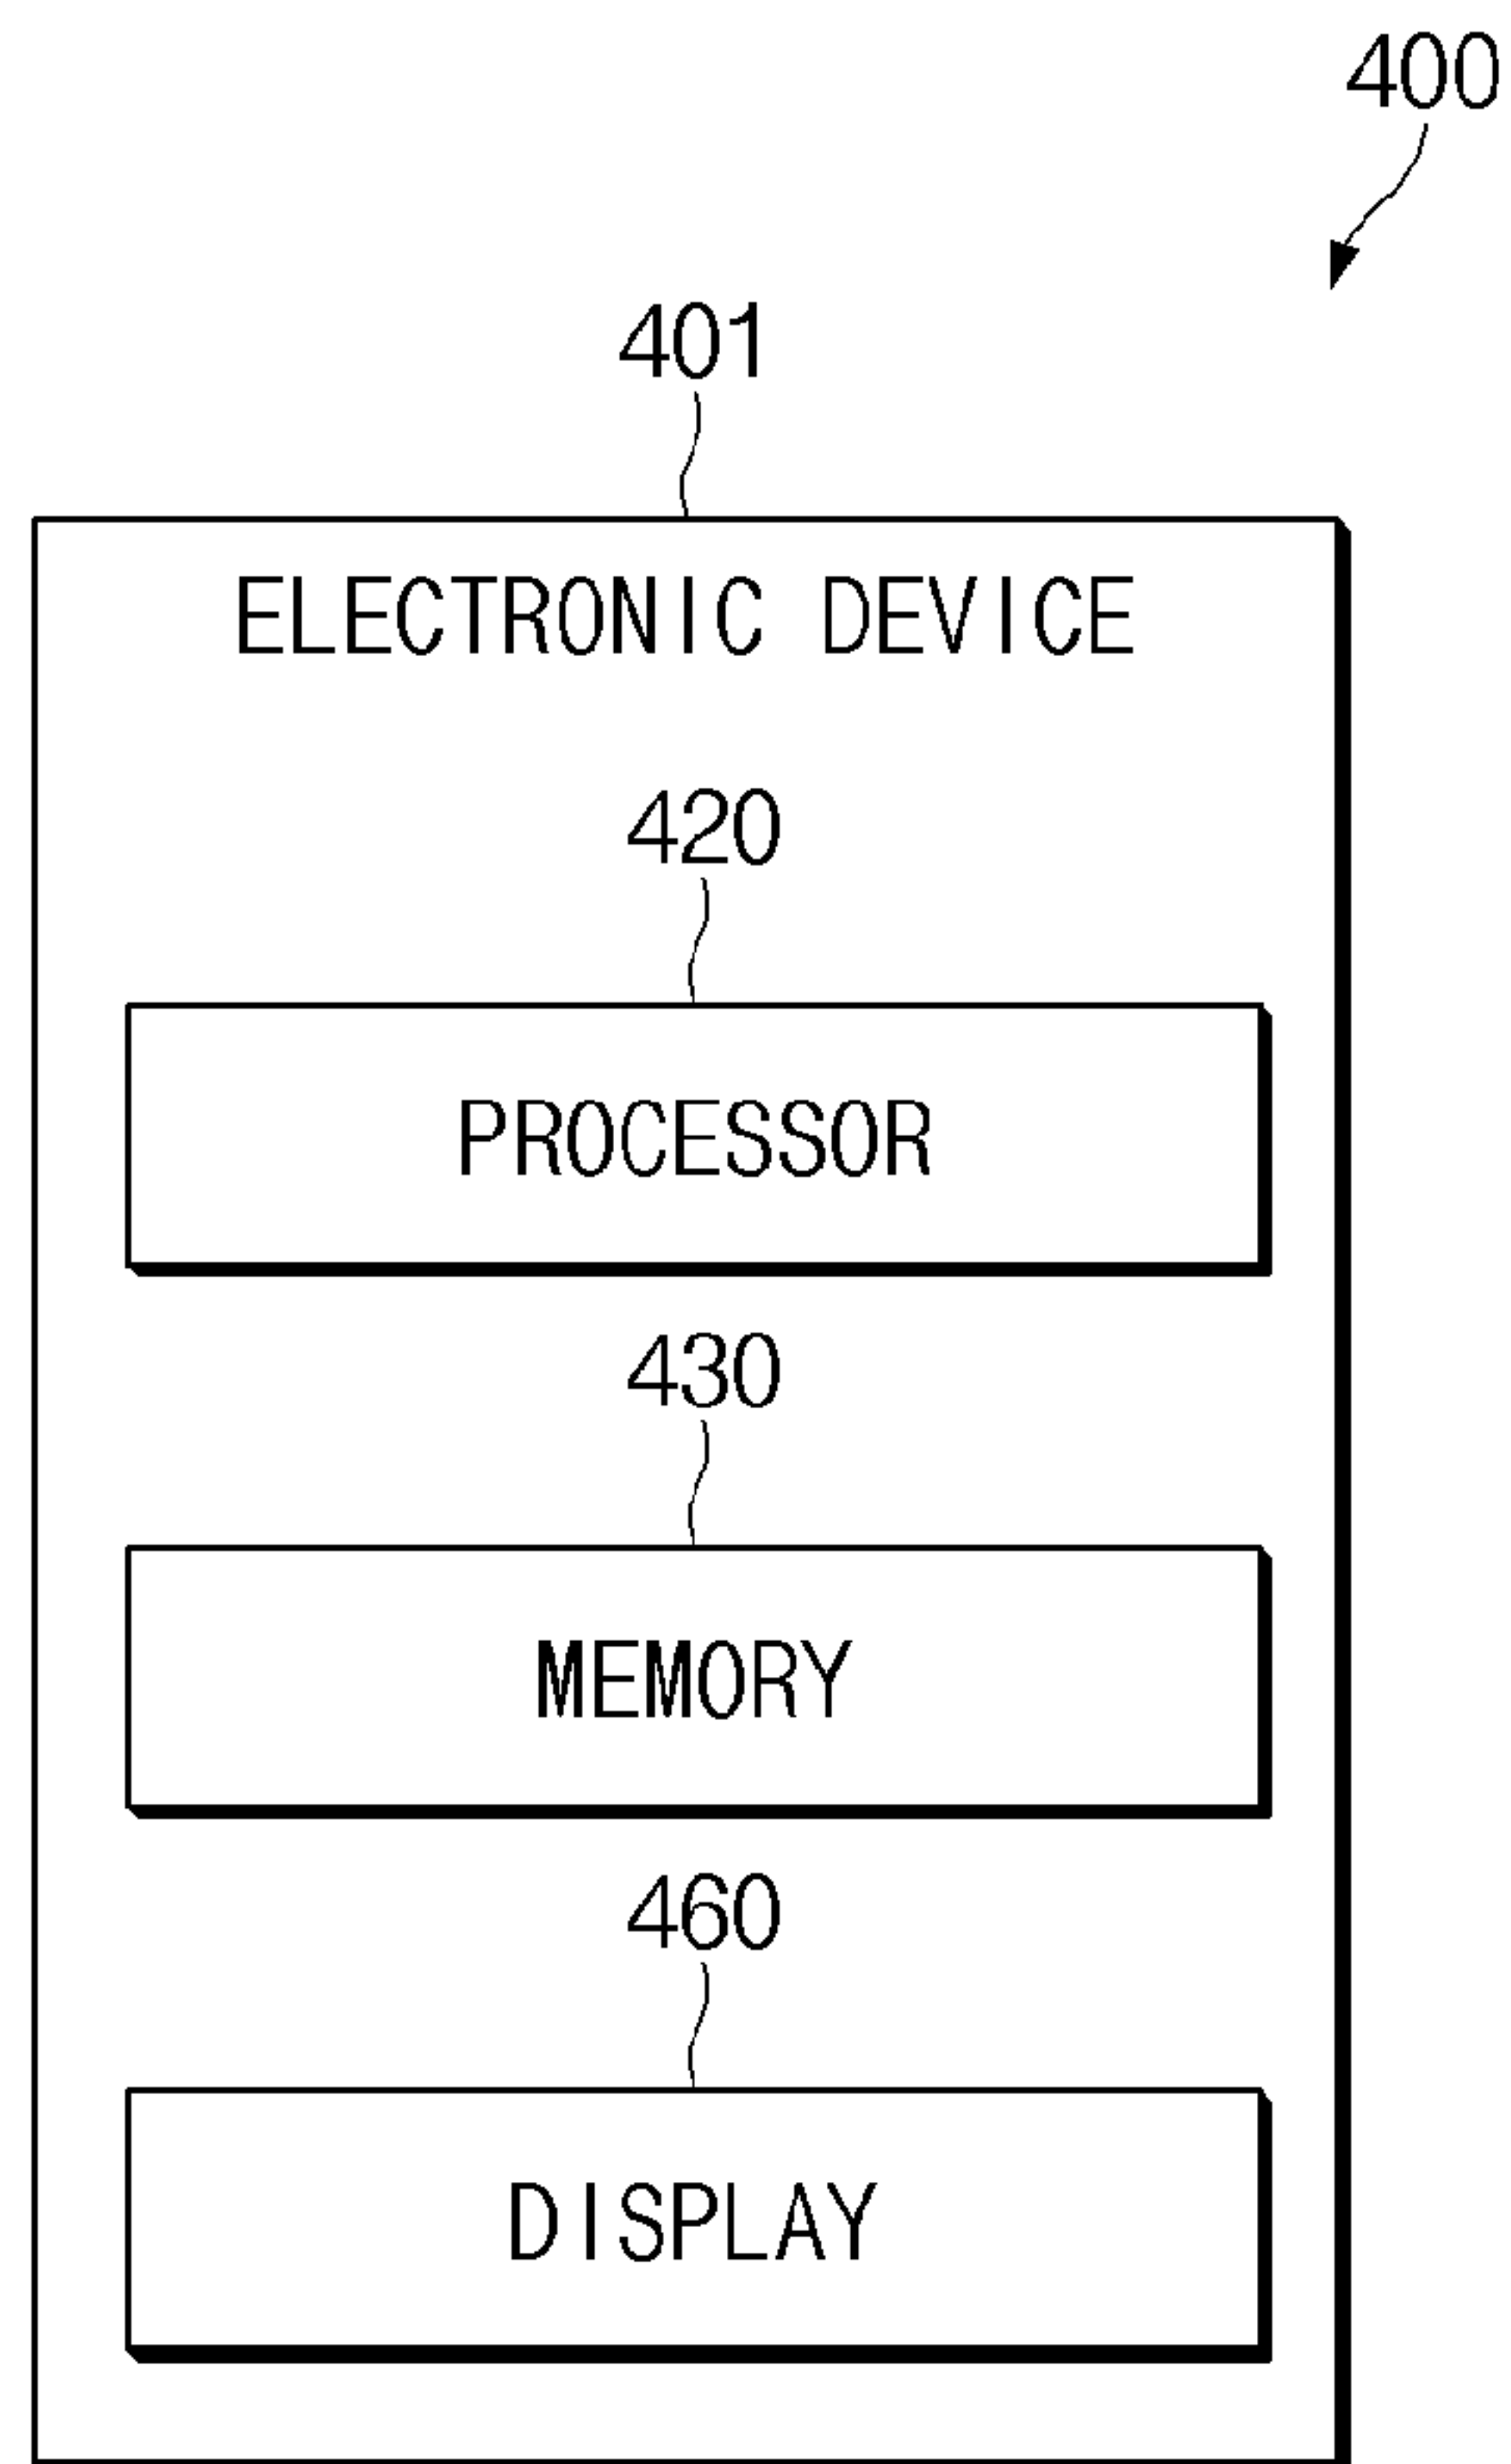 400
401
ELECTRONIC DEVICE
420
PROCESSOR
430
MEMORY
460
DISPLAY